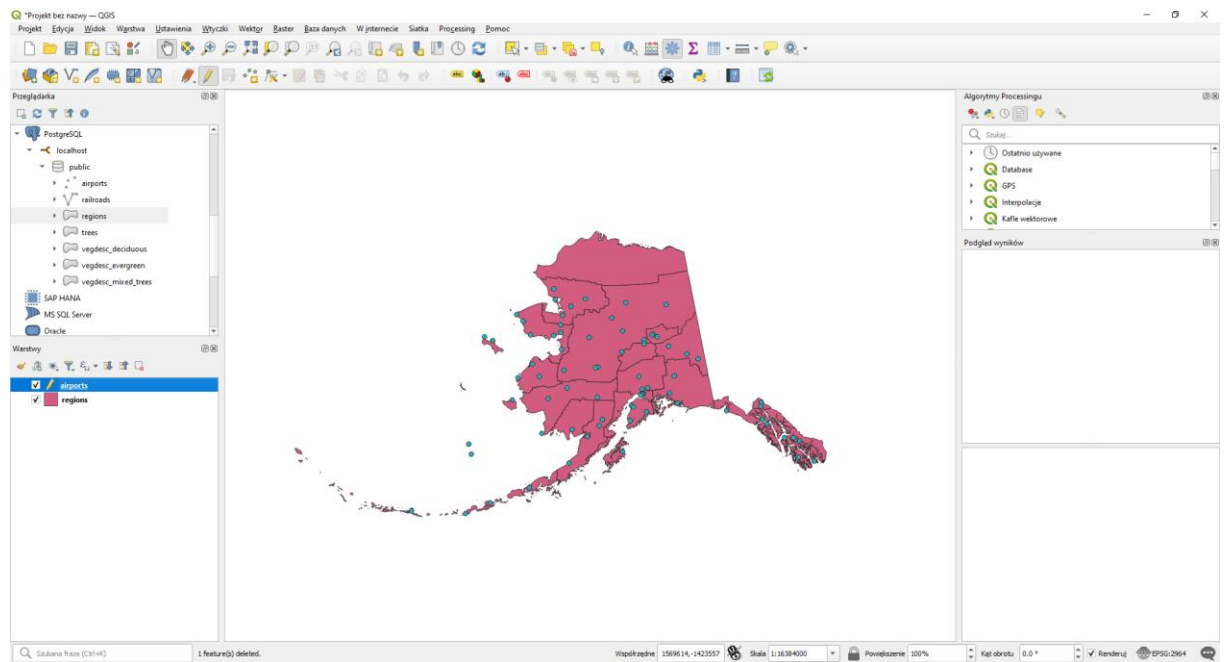 *Projekt bez nazwy — QGIS
Projekt Edycja Widok Warstwa Ustawienia Wtyczki Wektor Raster Baza danych W internecie Siatka Processing Pomoc
Przeglądarka
PostgreSQL
localhost
public
airports
railroads
regions
trees
vegdesc_deciduous
vegdesc_evergreen
vegdesc_mixed_trees
SAP HANA
MS SQL Server
Oracle
Warstwy
airports
regions
Algorytmy Processingu
Szukaj...
Ostatnio używane
Database
GPS
Interpolacje
Kafle wektorowe
Podgląd wyników
Szukana fraza (Ctrl+K) 1 feature(s) deleted. Współrzędne 1569614,-1423557 Skala 1:16384000 Powiększenie 100% Kąt obrotu 0.0 ° Renderuj EPSG:2964